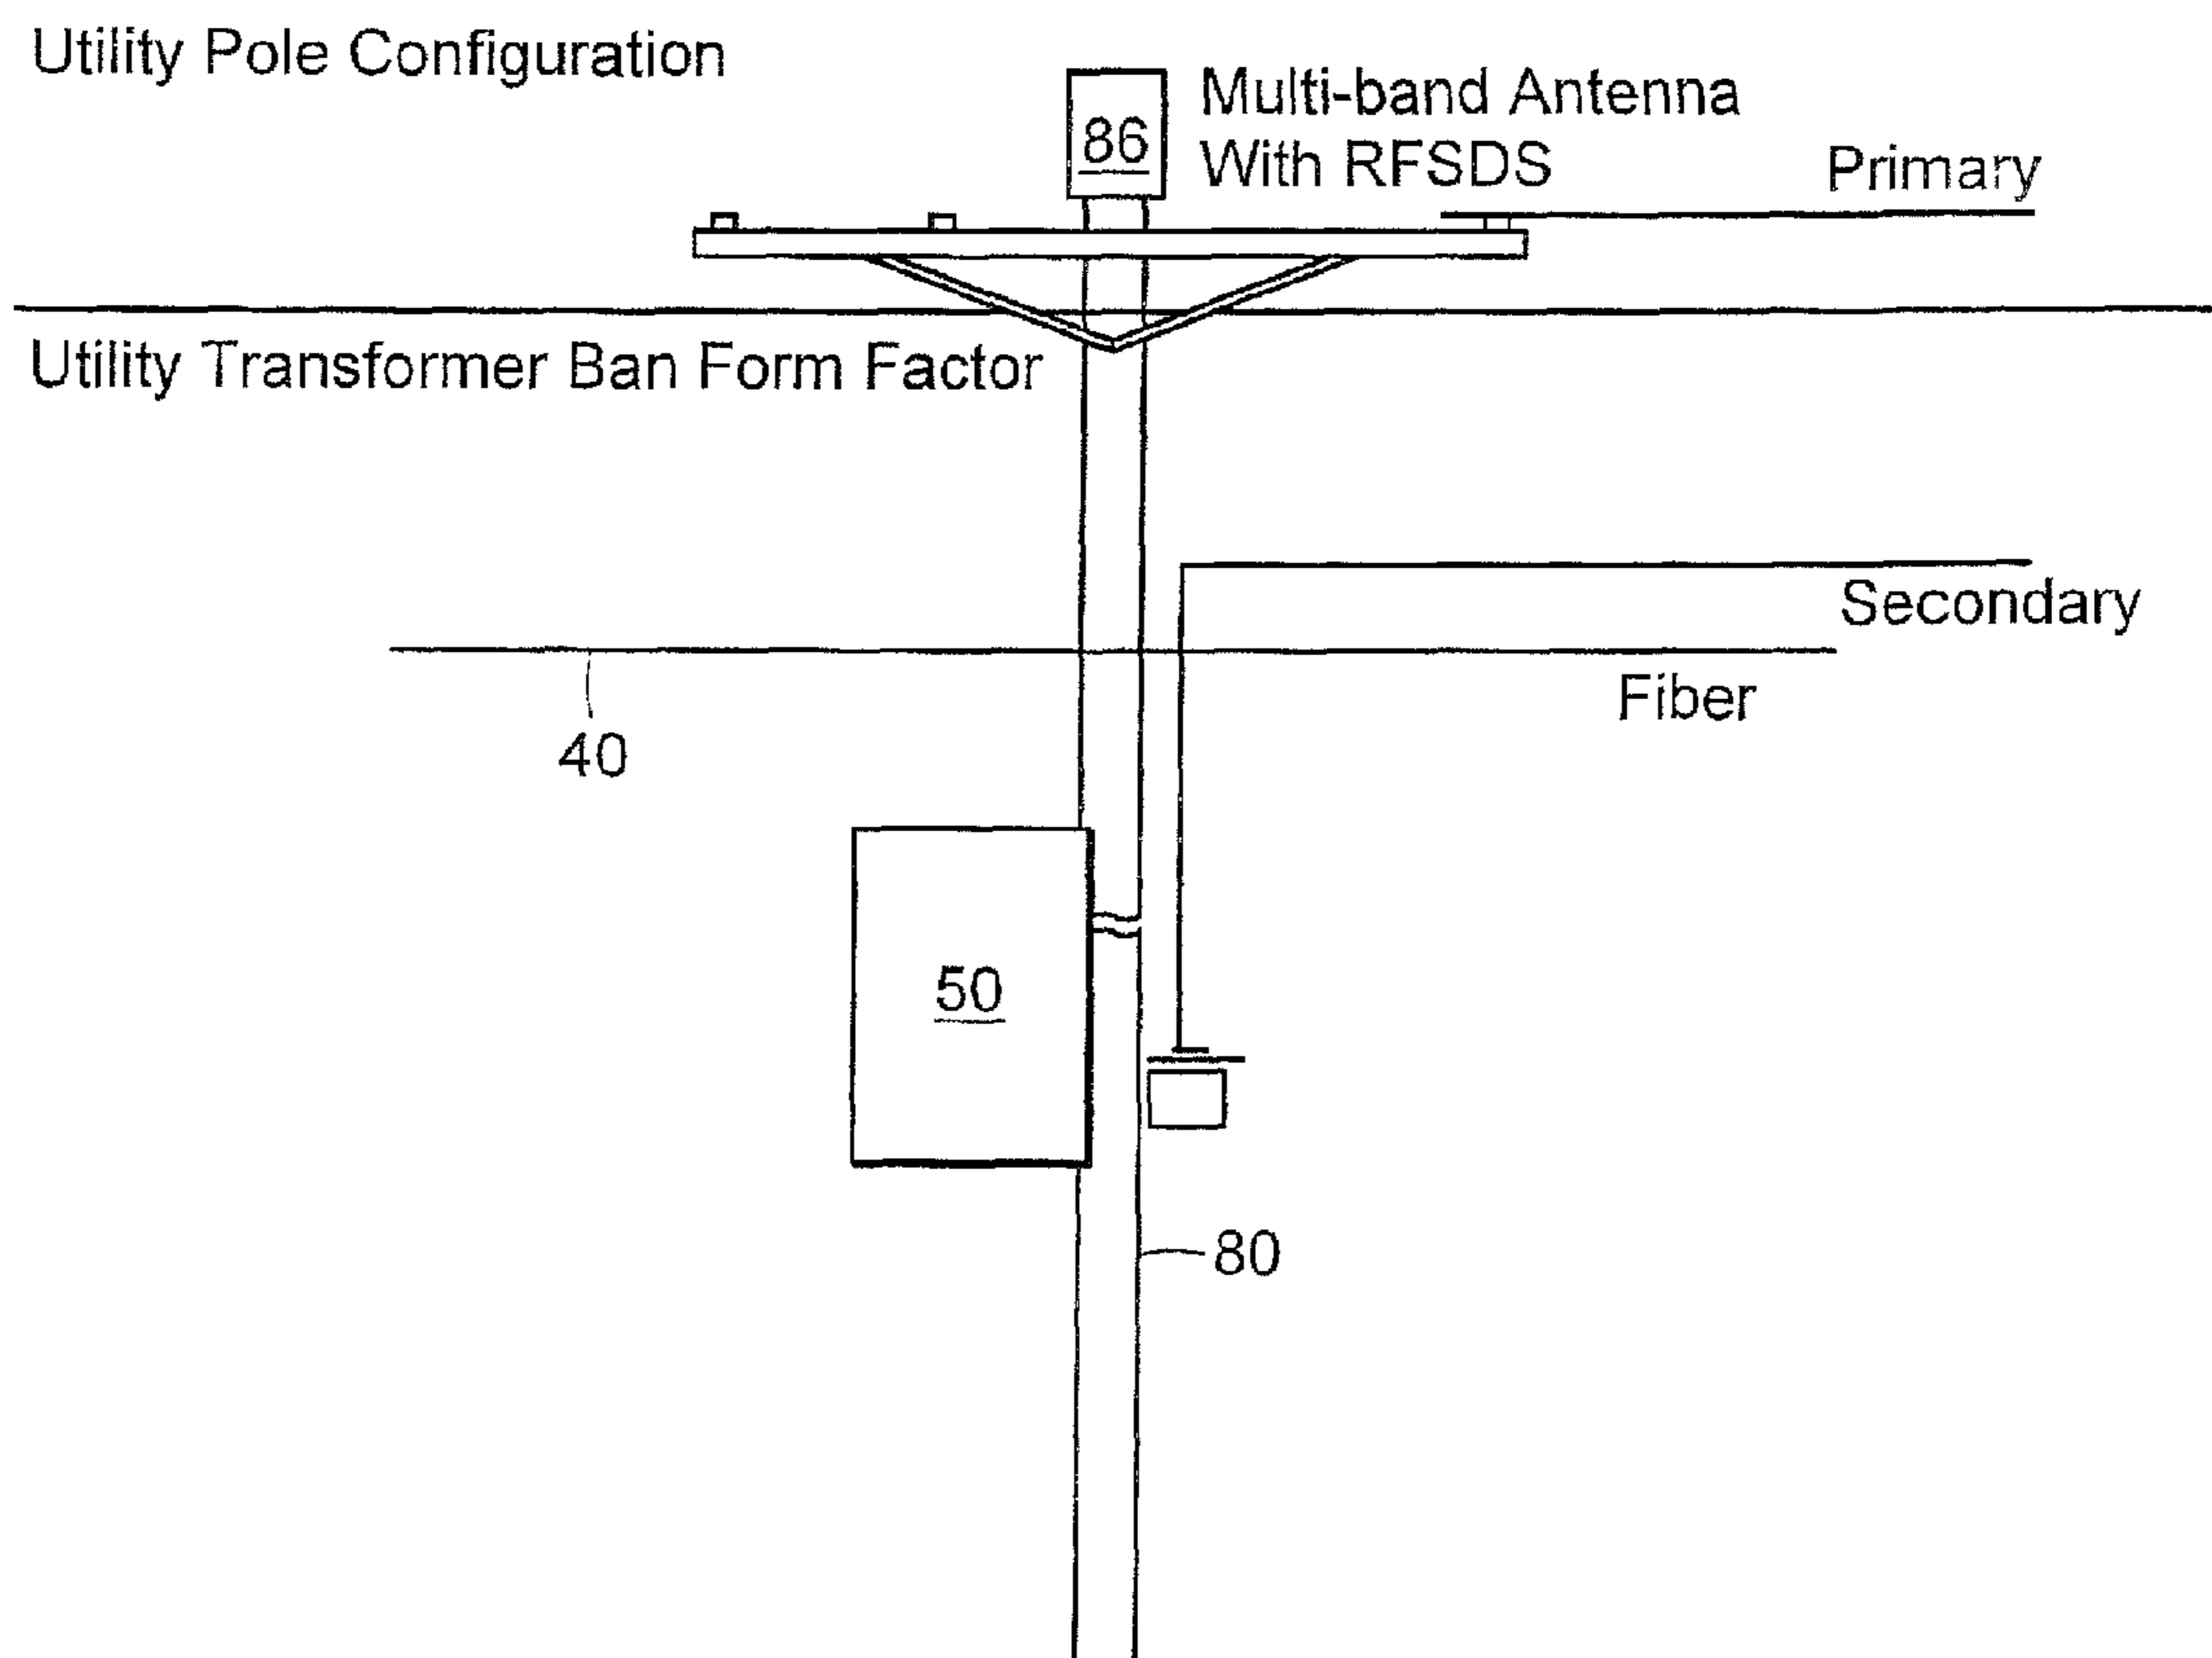 Utility Pole Configuration
86
Multi-band Antenna
With RFSDS
Primary
Utility Transformer Ban Form Factor
Secondary
Fiber
40
50
80